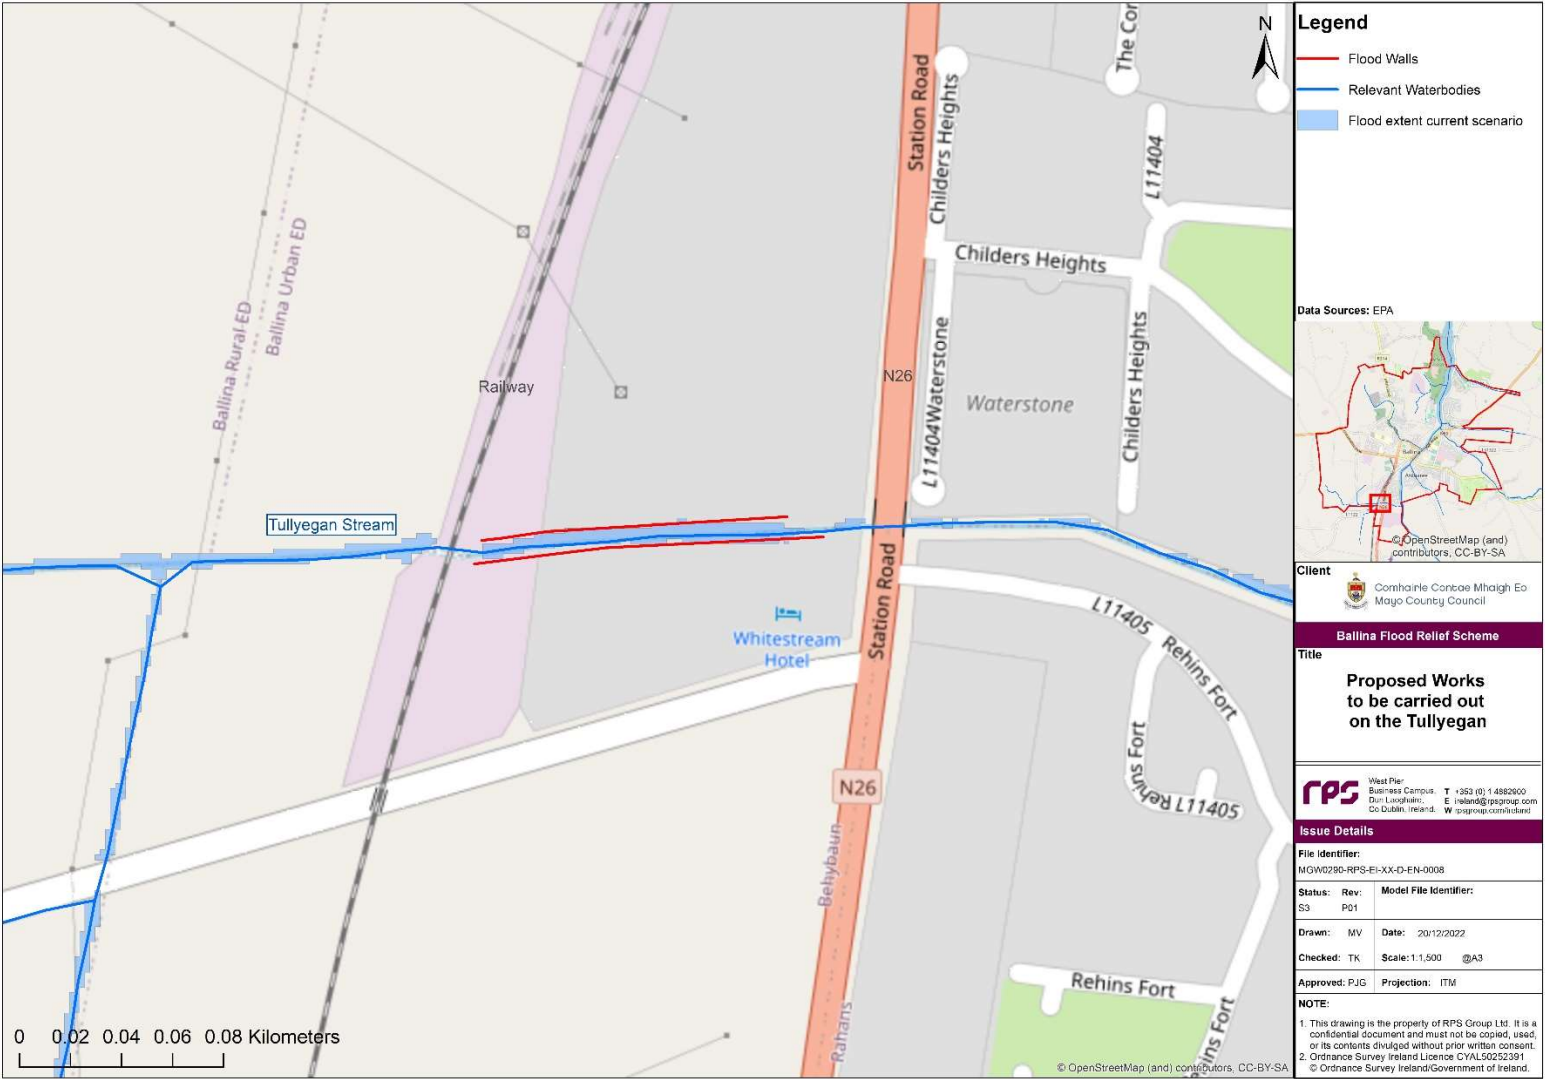 Station Road
Childers Heights
The Cor
L11404
Childers Heights
Ballina Rural ED
Ballina Urban ED
Railway
N26
L11404
Waterstone
Waterstone
Childers Heights
Tullyegan Stream
Station Road
Whitestream
Hotel
L11405
Rehins Fort
Rehins Fort
L11405
N26
Behybaun
Rehins Fort
Rahans
0 0.02 0.04 0.06 0.08 Kilometers
© OpenStreetMap (and) contributors, CC-BY-SA
N
Legend
Flood Walls
Relevant Waterbodies
Flood extent current scenario
Data Sources: EPA
Ballina
© OpenStreetMap (and)
contributors, CC-BY-SA
Client
Comhairle Contae Mhaigh Eo
Mayo County Council
Ballina Flood Relief Scheme
Title
Proposed Works
to be carried out
on the Tullyegan
rps
West Pier
Business Campus,
Dun Laoghaire,
Co Dublin, Ireland.
T +353 (0) 1 4882900
E ireland@rpsgroup.com
W rpsgroup.com/ireland
Issue Details
File Identifier:
MGW0290-RPS-EI-XX-D-EN-0008
Status: Rev: Model File Identifier:
S3 P01
Drawn: MV Date: 20/12/2022
Checked: TK Scale: 1:1,500 @A3
Approved: PJG Projection: ITM
NOTE:
1. This drawing is the property of RPS Group Ltd. It is a
confidential document and must not be copied, used,
or its contents divulged without prior written consent.
2. Ordnance Survey Ireland Licence CYAL50252391
© Ordnance Survey Ireland/Government of Ireland.